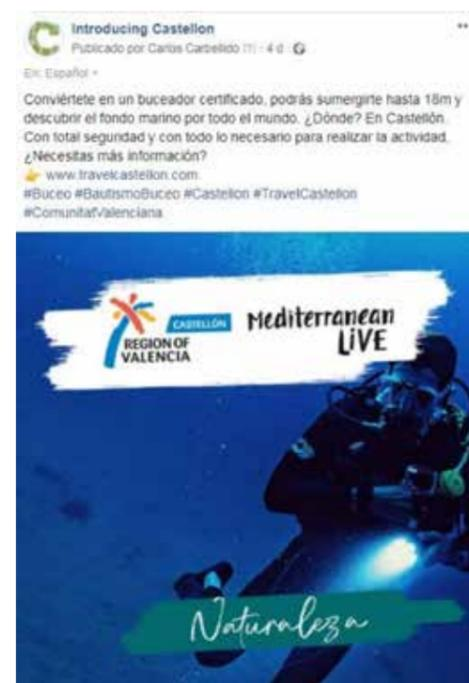 Introducing Castellon
Publicado por Carlos Carbellido [?] · 4 d ·
En: Español
Conviértete en un buceador certificado, podrás sumergirte hasta 18m y
descubrir el fondo marino por todo el mundo. ¿Dónde? En Castellón.
Con total seguridad y con todo lo necesario para realizar la actividad.
¿Necesitas más información?
👉 www.travelcastellon.com
#Buceo #BautismoBuceo #Castellon #TravelCastellon
#ComunitatValenciana
CASTELLÓN
REGION OF
VALENCIA
Mediterranean
LiVE
Naturaleza